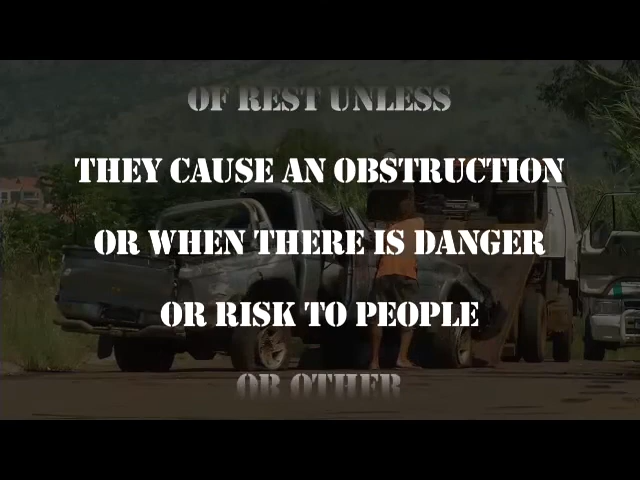 OF REST UNLESS
THEY CAUSE AN OBSTRUCTION
OR WHEN THERE IS DANGER
OR RISK TO PEOPLE
OR OTHER